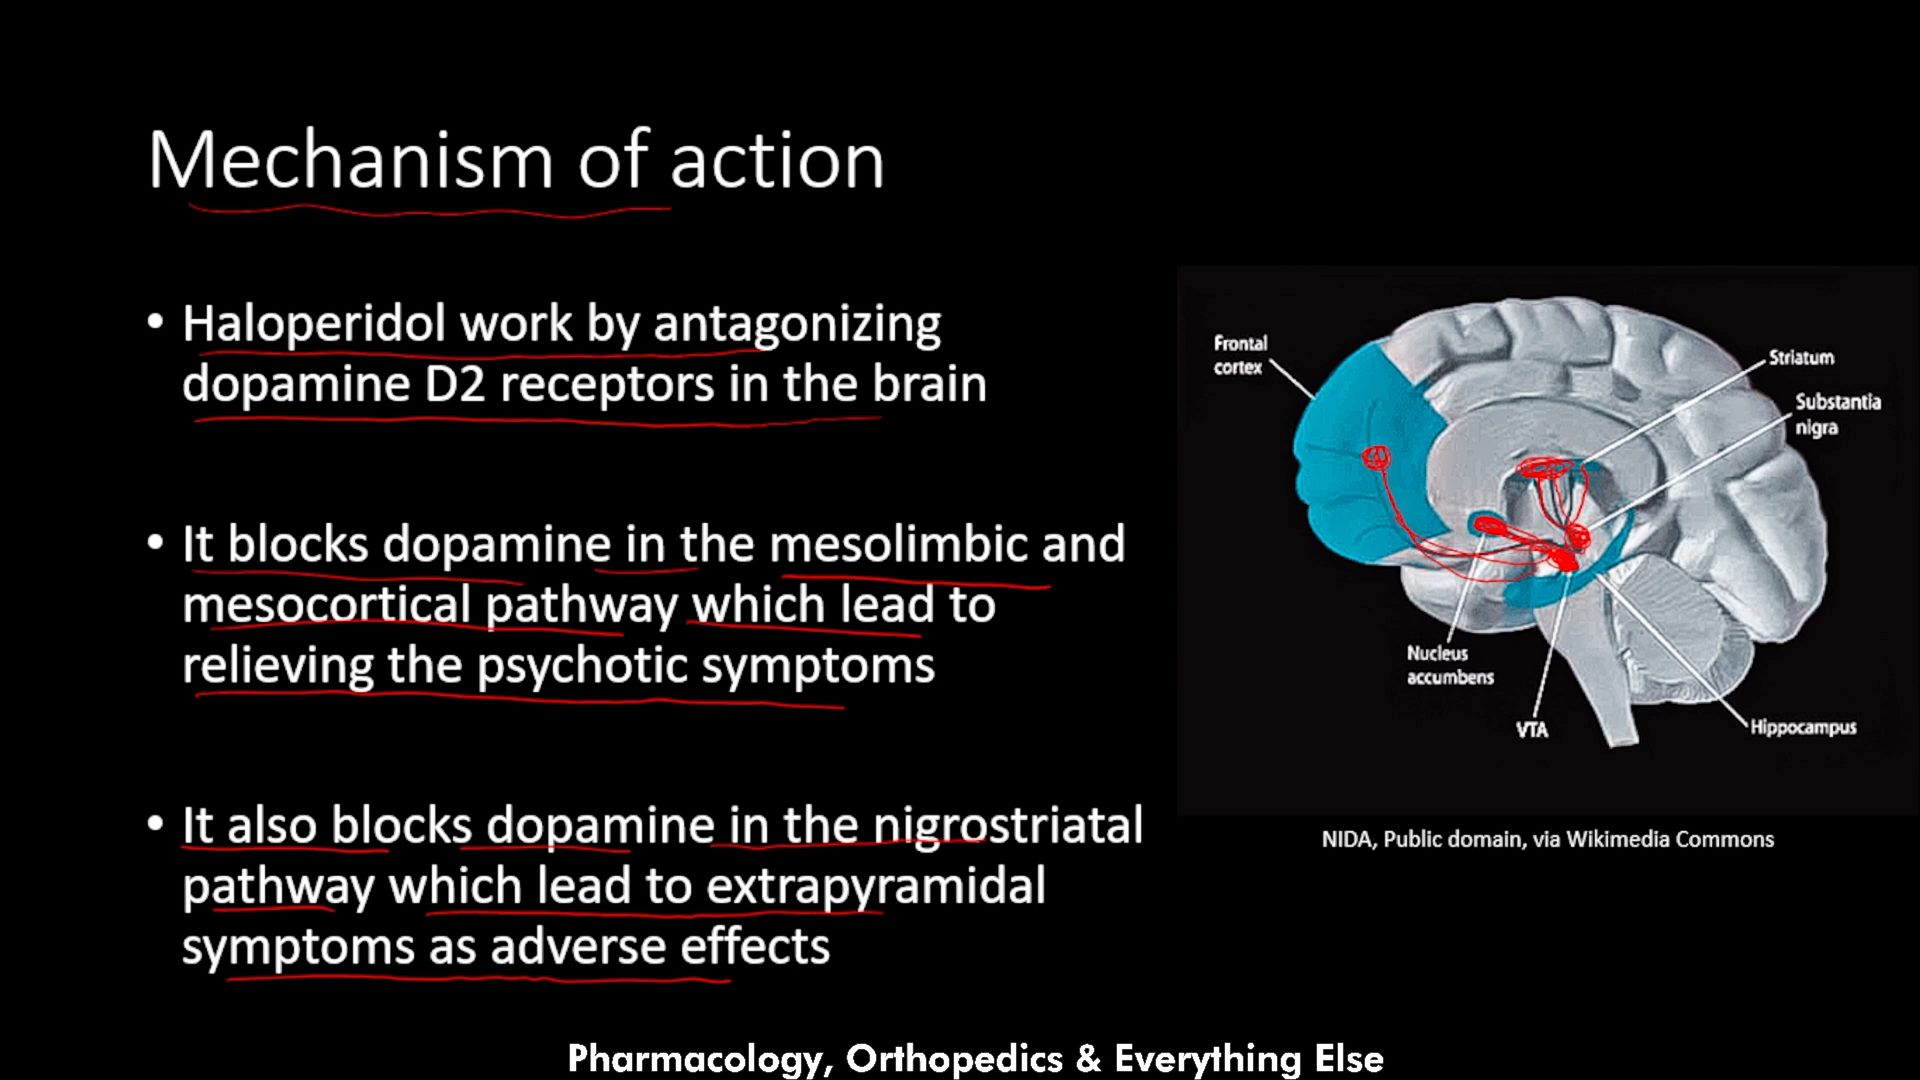 Mechanism of action
• Haloperidol work by antagonizing
dopamine D2 receptors in the brain
• It blocks dopamine in the mesolimbic and
mesocortical pathway which lead to
relieving the psychotic symptoms
• It also blocks dopamine in the nigrostriatal
pathway which lead to extrapyramidal
symptoms as adverse effects
Frontal
cortex
Striatum
Substantia
nigra
Nucleus
accumbens
VTA
Hippocampus
NIDA, Public domain, via Wikimedia Commons
Pharmacology, Orthopedics & Everything Else